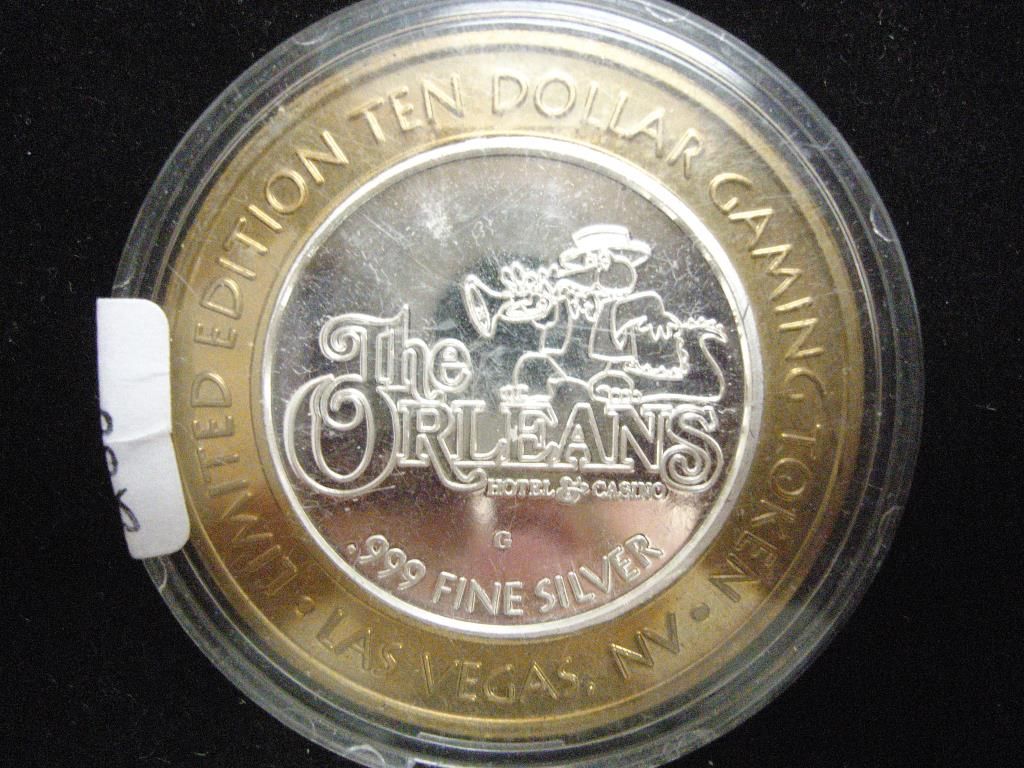 LIMITED EDITION TEN DOLLAR GAMING TOKEN
The
ORLEANS
HOTEL & CASINO
G
.999 FINE SILVER
• LAS VEGAS, NV •